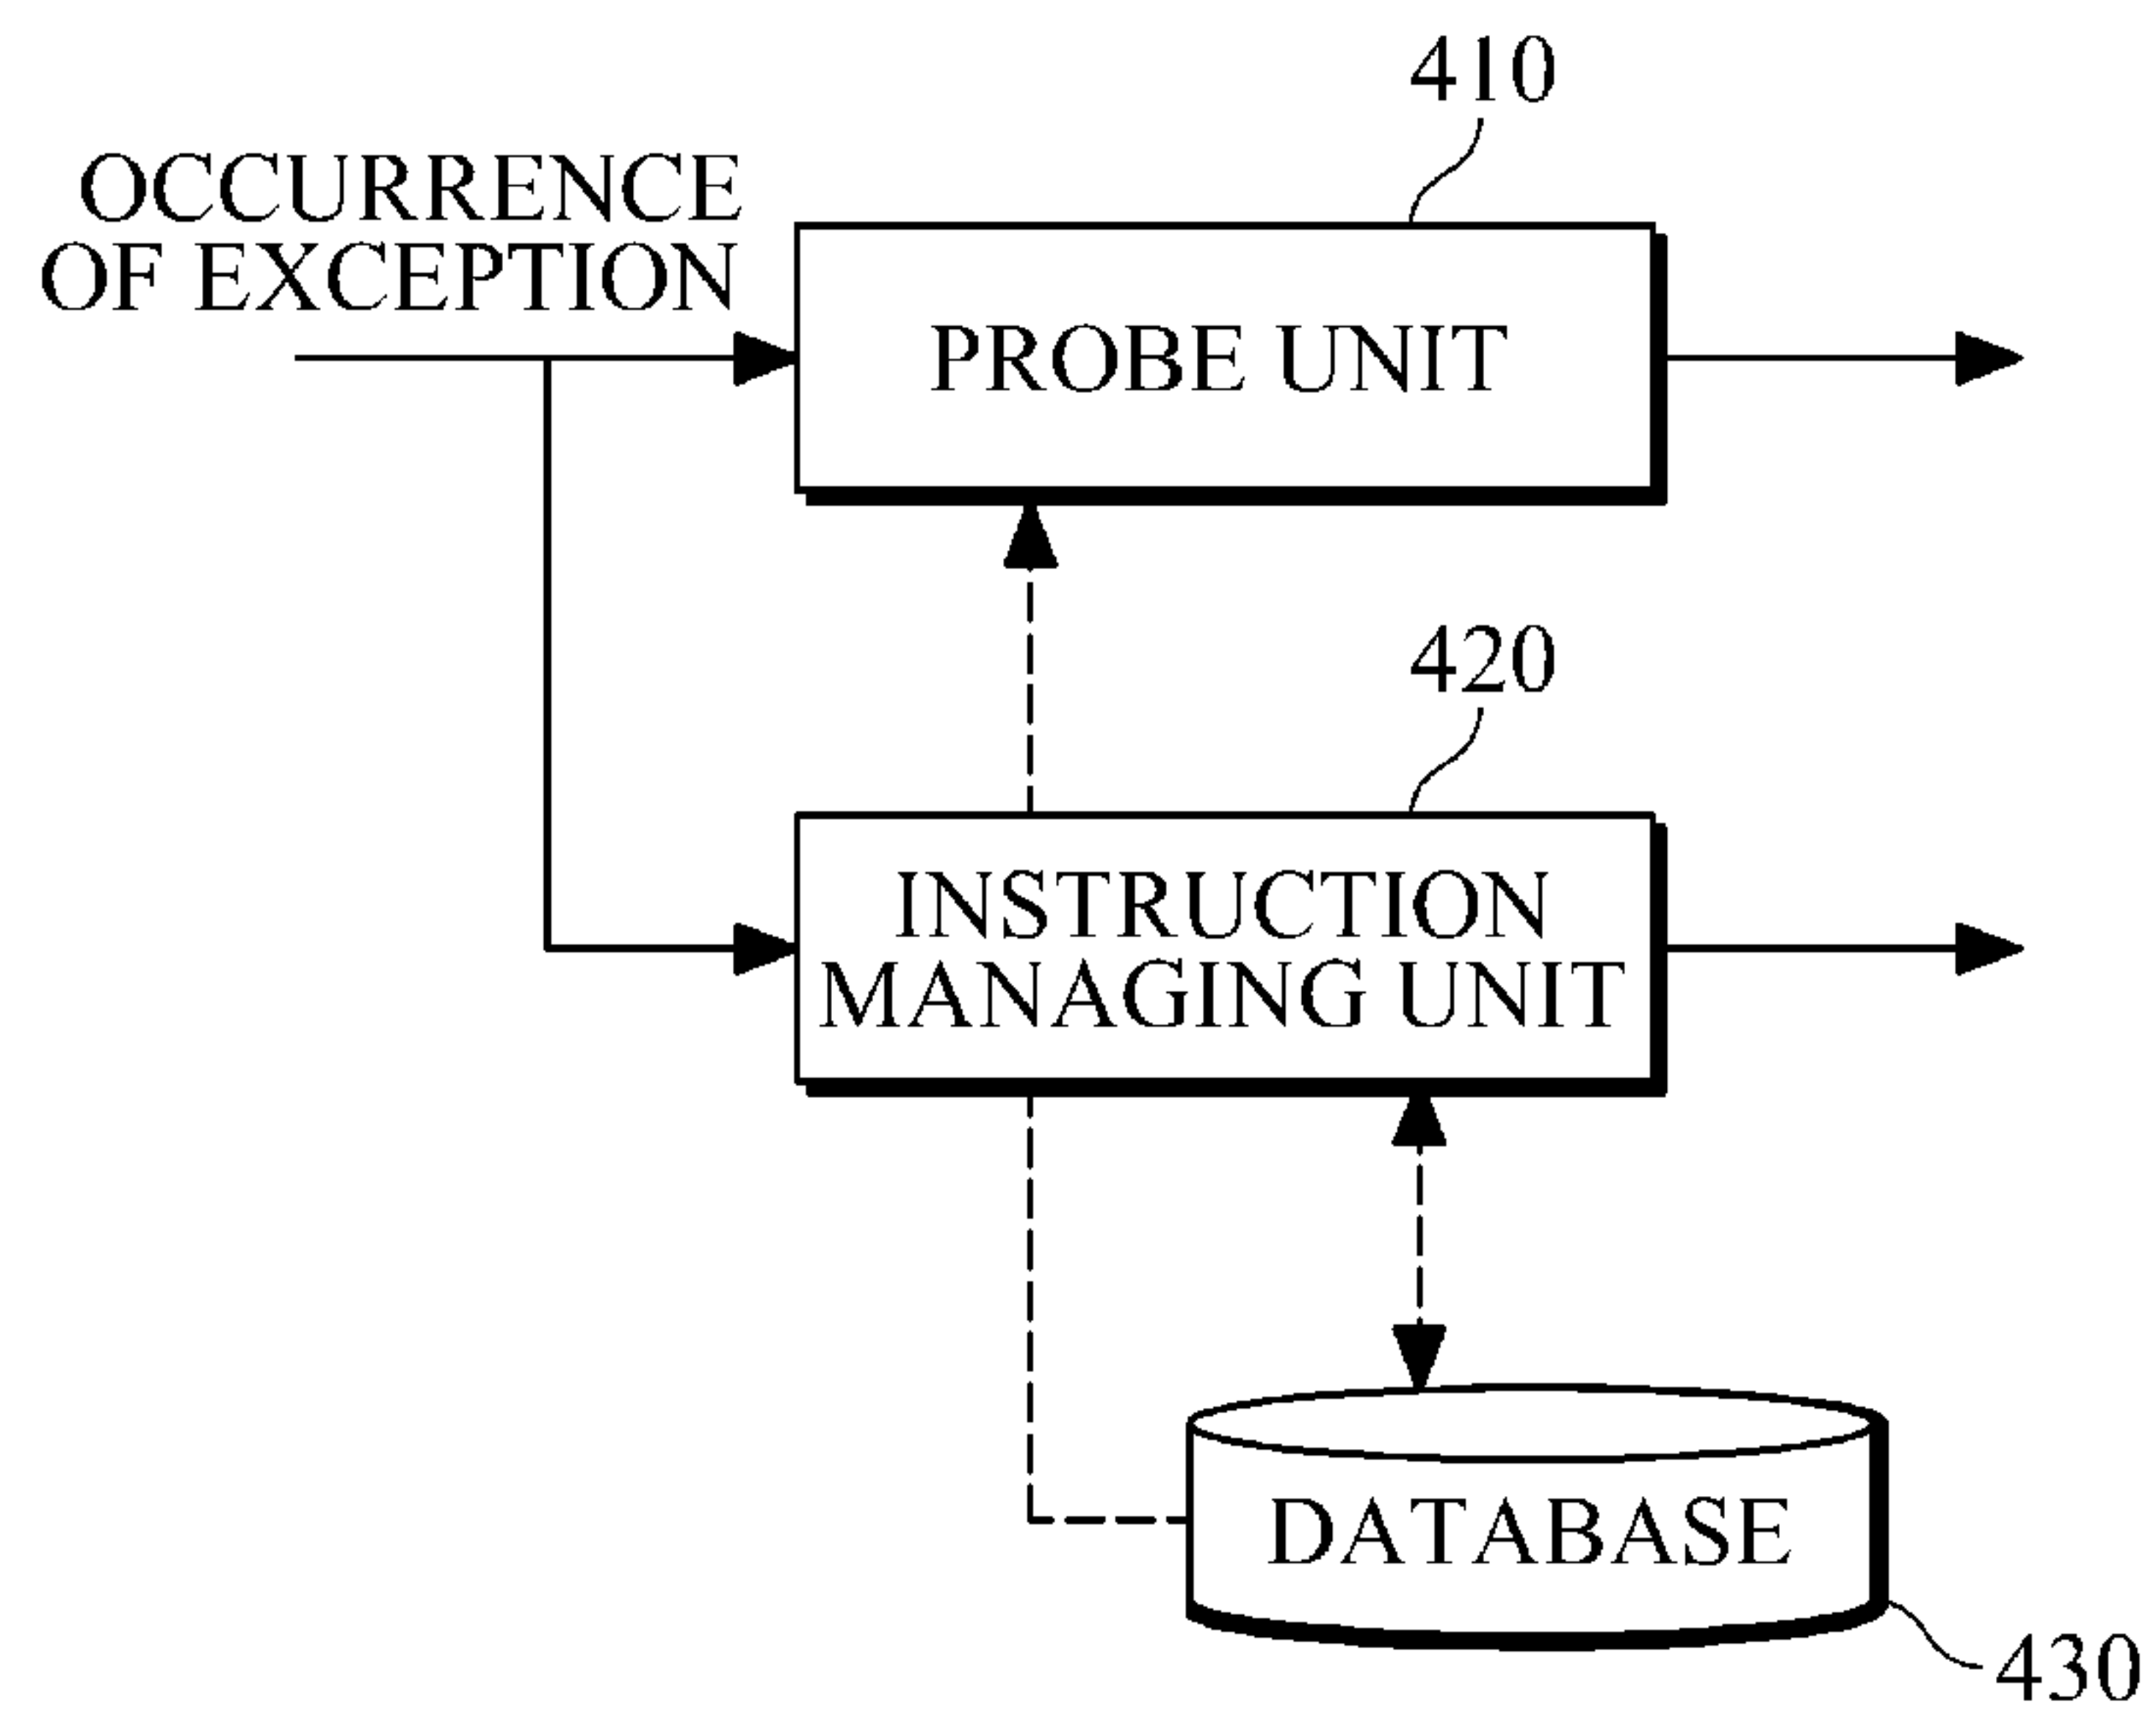 410
OCCURRENCE
OF EXCEPTION
PROBE UNIT
420
INSTRUCTION
MANAGING UNIT
DATABASE
430